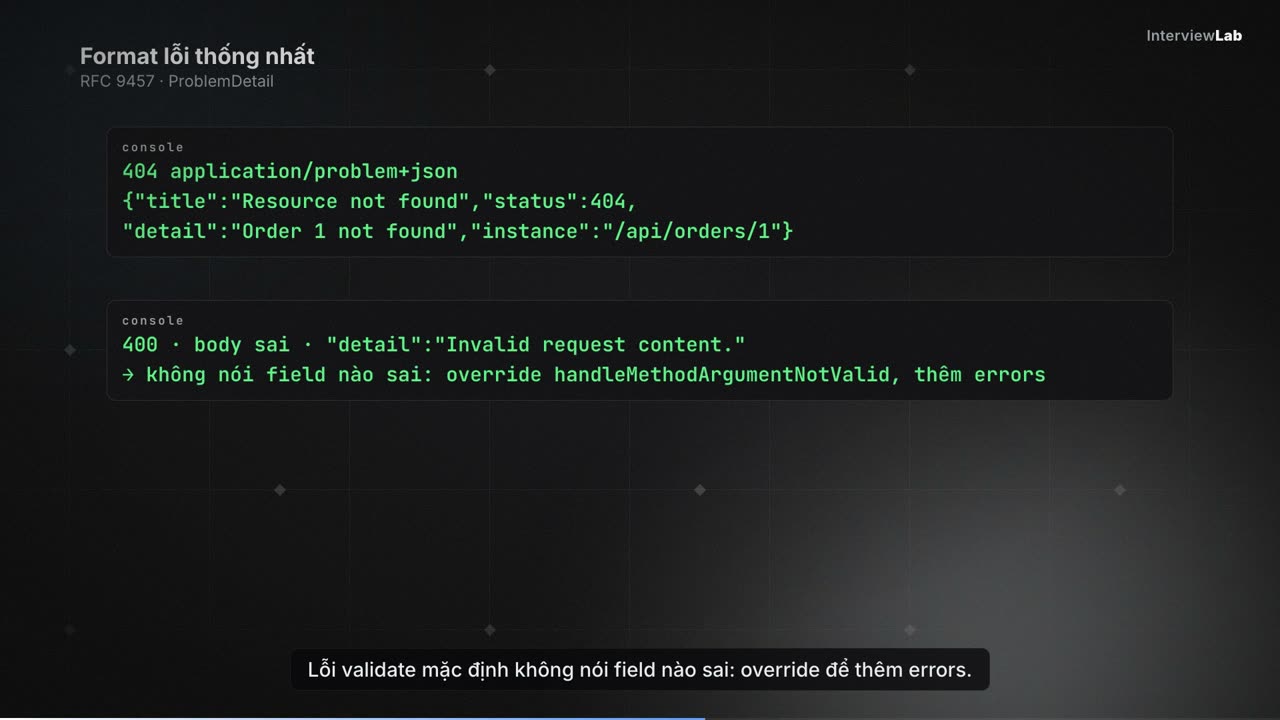 Format lỗi thống nhất
RFC 9457 · ProblemDetail
InterviewLab
console
404 application/problem+json
{"title":"Resource not found","status":404,
"detail":"Order 1 not found","instance":"/api/orders/1"}
console
400 · body sai · "detail":"Invalid request content."
→ không nói field nào sai: override handleMethodArgumentNotValid, thêm errors
Lỗi validate mặc định không nói field nào sai: override để thêm errors.